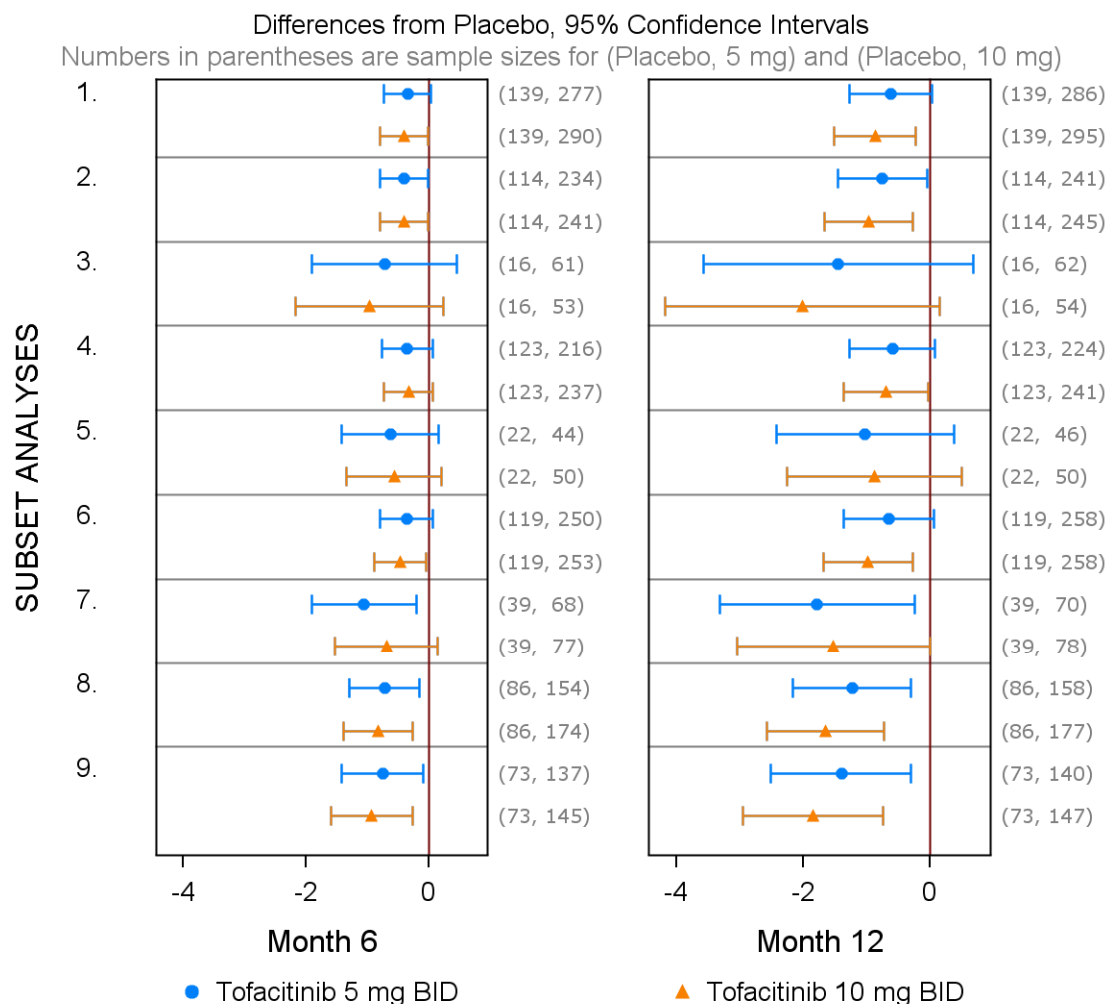 Differences from Placebo, 95% Confidence Intervals
Numbers in parentheses are sample sizes for (Placebo, 5 mg) and (Placebo, 10 mg)
SUBSET ANALYSES
1. (139, 277) (139, 286)
(139, 290) (139, 295)
2. (114, 234) (114, 241)
(114, 241) (114, 245)
3. (16, 61) (16, 62)
(16, 53) (16, 54)
4. (123, 216) (123, 224)
(123, 237) (123, 241)
5. (22, 44) (22, 46)
(22, 50) (22, 50)
6. (119, 250) (119, 258)
(119, 253) (119, 258)
7. (39, 68) (39, 70)
(39, 77) (39, 78)
8. (86, 154) (86, 158)
(86, 174) (86, 177)
9. (73, 137) (73, 140)
(73, 145) (73, 147)
-4 -2 0 -4 -2 0
Month 6 Month 12
Tofacitinib 5 mg BID Tofacitinib 10 mg BID